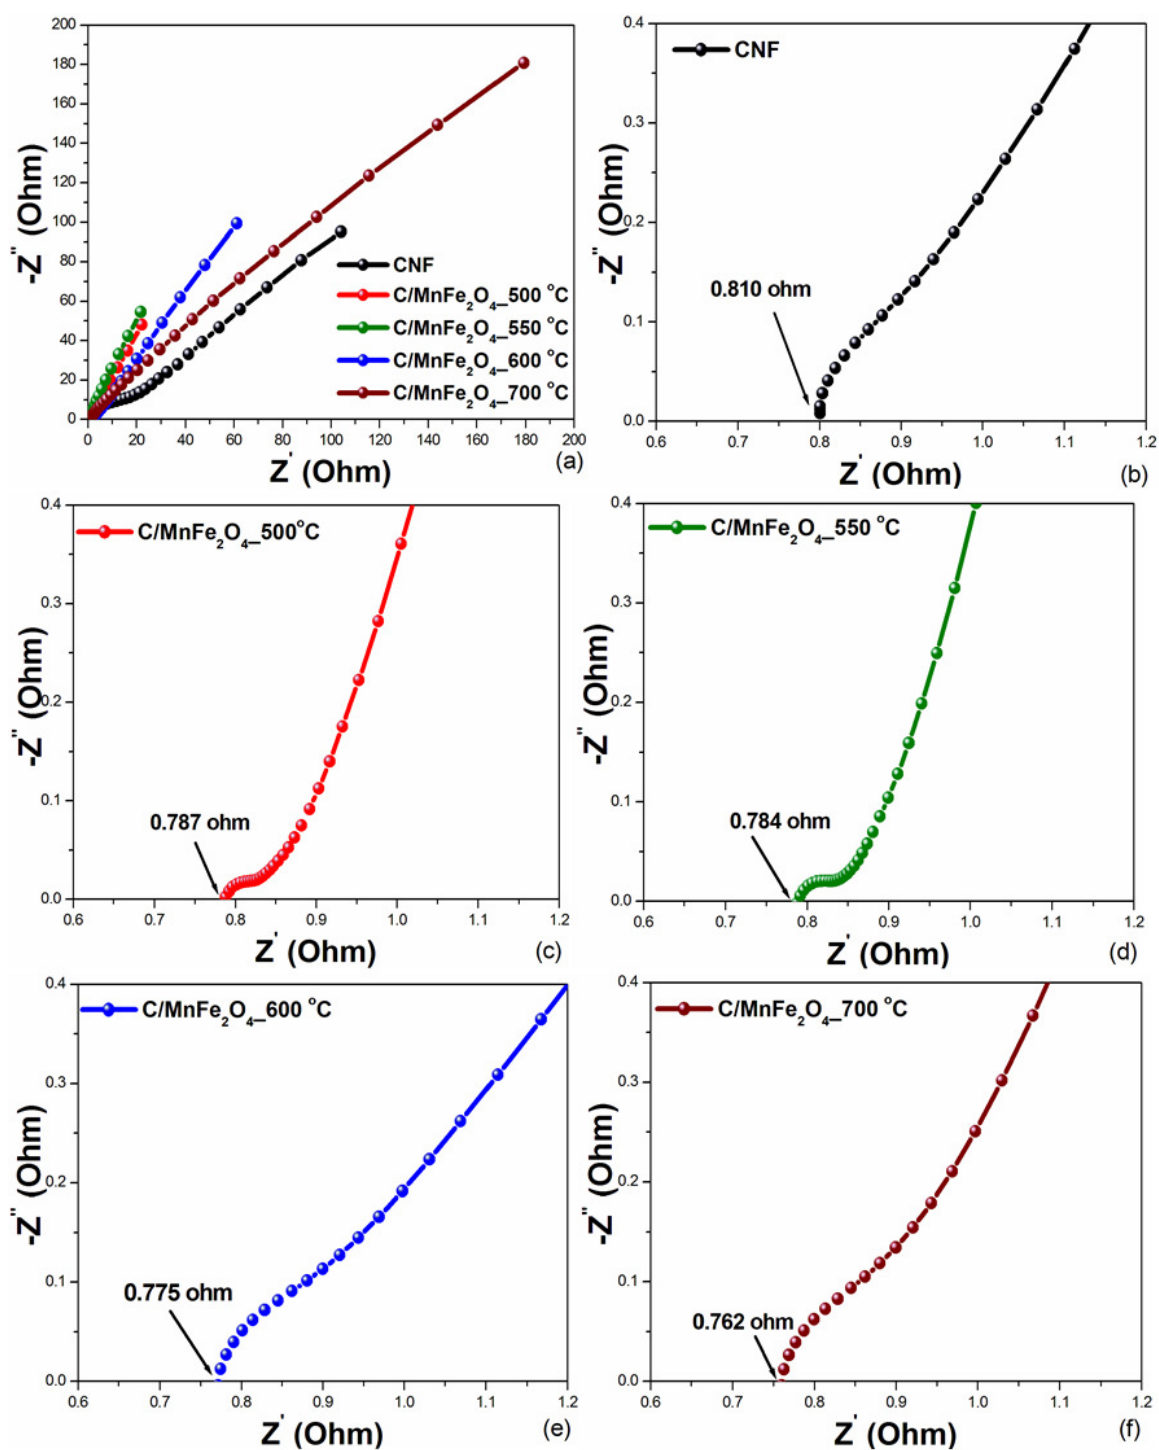 200
180
160
140
120
100
80
60
40
20
0
-Z" (Ohm)
CNF
C/MnFe2O4_500 °C
C/MnFe2O4_550 °C
C/MnFe2O4_600 °C
C/MnFe2O4_700 °C
0 20 40 60 80 100 120 140 160 180 200
Z' (Ohm)
(a)
0.4
0.3
0.2
0.1
0.0
-Z" (Ohm)
CNF
0.810 ohm
0.6 0.7 0.8 0.9 1.0 1.1 1.2
Z' (Ohm)
(b)
0.4
0.3
0.2
0.1
0.0
-Z" (Ohm)
C/MnFe2O4_500°C
0.787 ohm
0.6 0.7 0.8 0.9 1.0 1.1 1.2
Z' (Ohm)
(c)
0.4
0.3
0.2
0.1
0.0
-Z" (Ohm)
C/MnFe2O4_550 °C
0.784 ohm
0.6 0.7 0.8 0.9 1.0 1.1 1.2
Z' (Ohm)
(d)
0.4
0.3
0.2
0.1
0.0
-Z" (Ohm)
C/MnFe2O4_600 °C
0.775 ohm
0.6 0.7 0.8 0.9 1.0 1.1 1.2
Z' (Ohm)
(e)
0.4
0.3
0.2
0.1
0.0
-Z" (Ohm)
C/MnFe2O4_700 °C
0.762 ohm
0.6 0.7 0.8 0.9 1.0 1.1 1.2
Z' (Ohm)
(f)